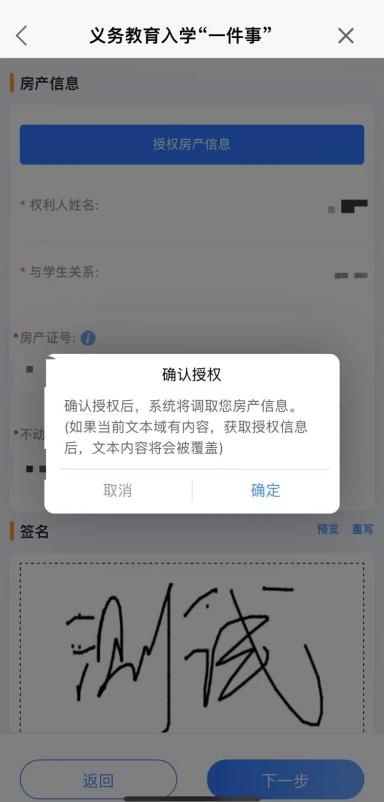 义务教育入学“一件事”
房产信息
授权房产信息
* 权利人姓名:
* 与学生关系:
*房产证号: i
确认授权
确认授权后，系统将调取您房产信息。
(如果当前文本域有内容，获取授权信息
后，文本内容将会被覆盖)
*不动
取消 确定
签名 预览 重写
测试
返回 下一步